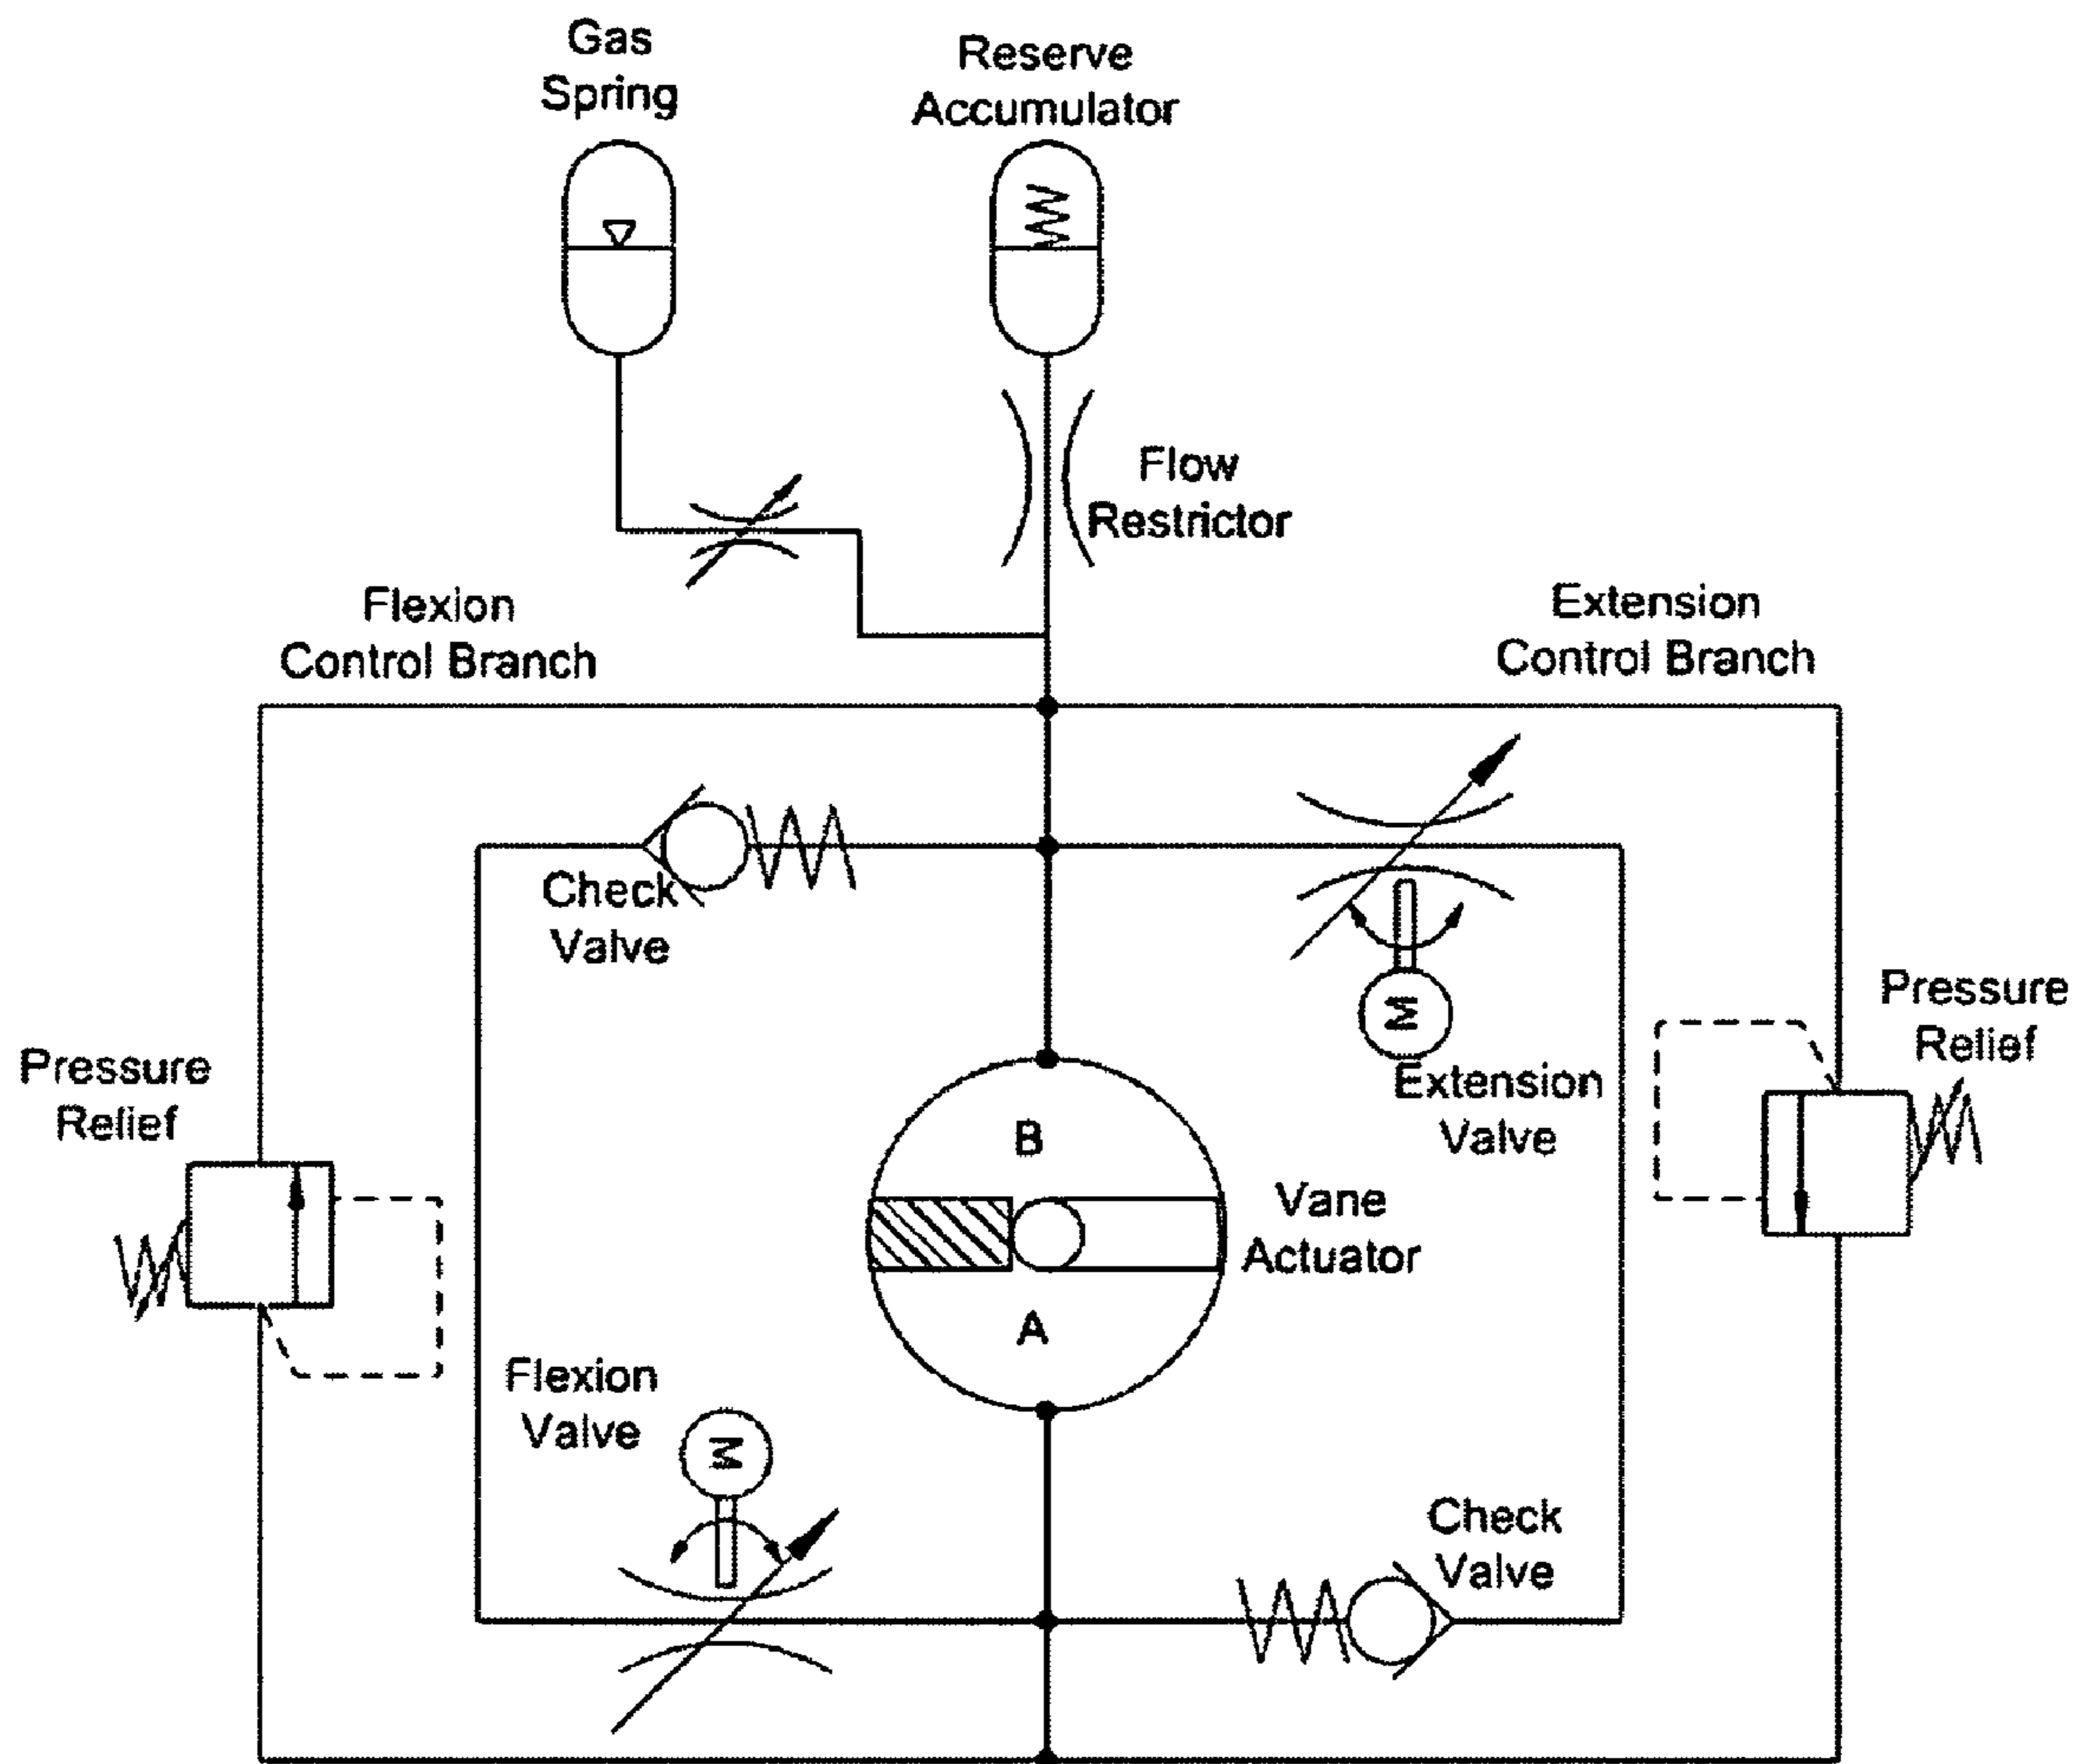 Gas
Spring
Reserve
Accumulator
Flow
Restrictor
Flexion
Control Branch
Extension
Control Branch
Check
Valve
M
Extension
Valve
Pressure
Relief
Pressure
Relief
B
Vane
Actuator
A
Flexion
Valve
M
Check
Valve